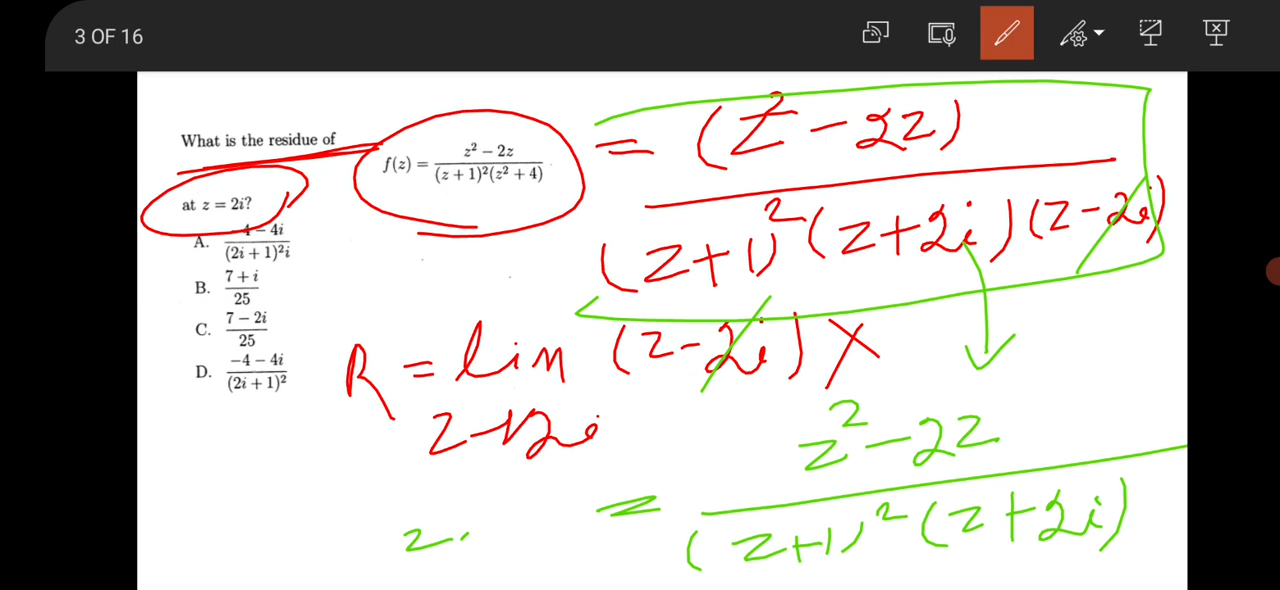 3 OF 16
What is the residue of
f(z) = z² − 2z / (z + 1)²(z² + 4)
at z = 2i?
A. −4 − 4i / (2i + 1)²i
B. 7 + i / 25
C. 7 − 2i / 25
D. −4 − 4i / (2i + 1)²
= (z² − 2z) / (z+1)² (z+2i) (z−2i)
R = lim (z−2i) ×
z→2i
= z² − 2z / (z+1)² (z+2i)
2.